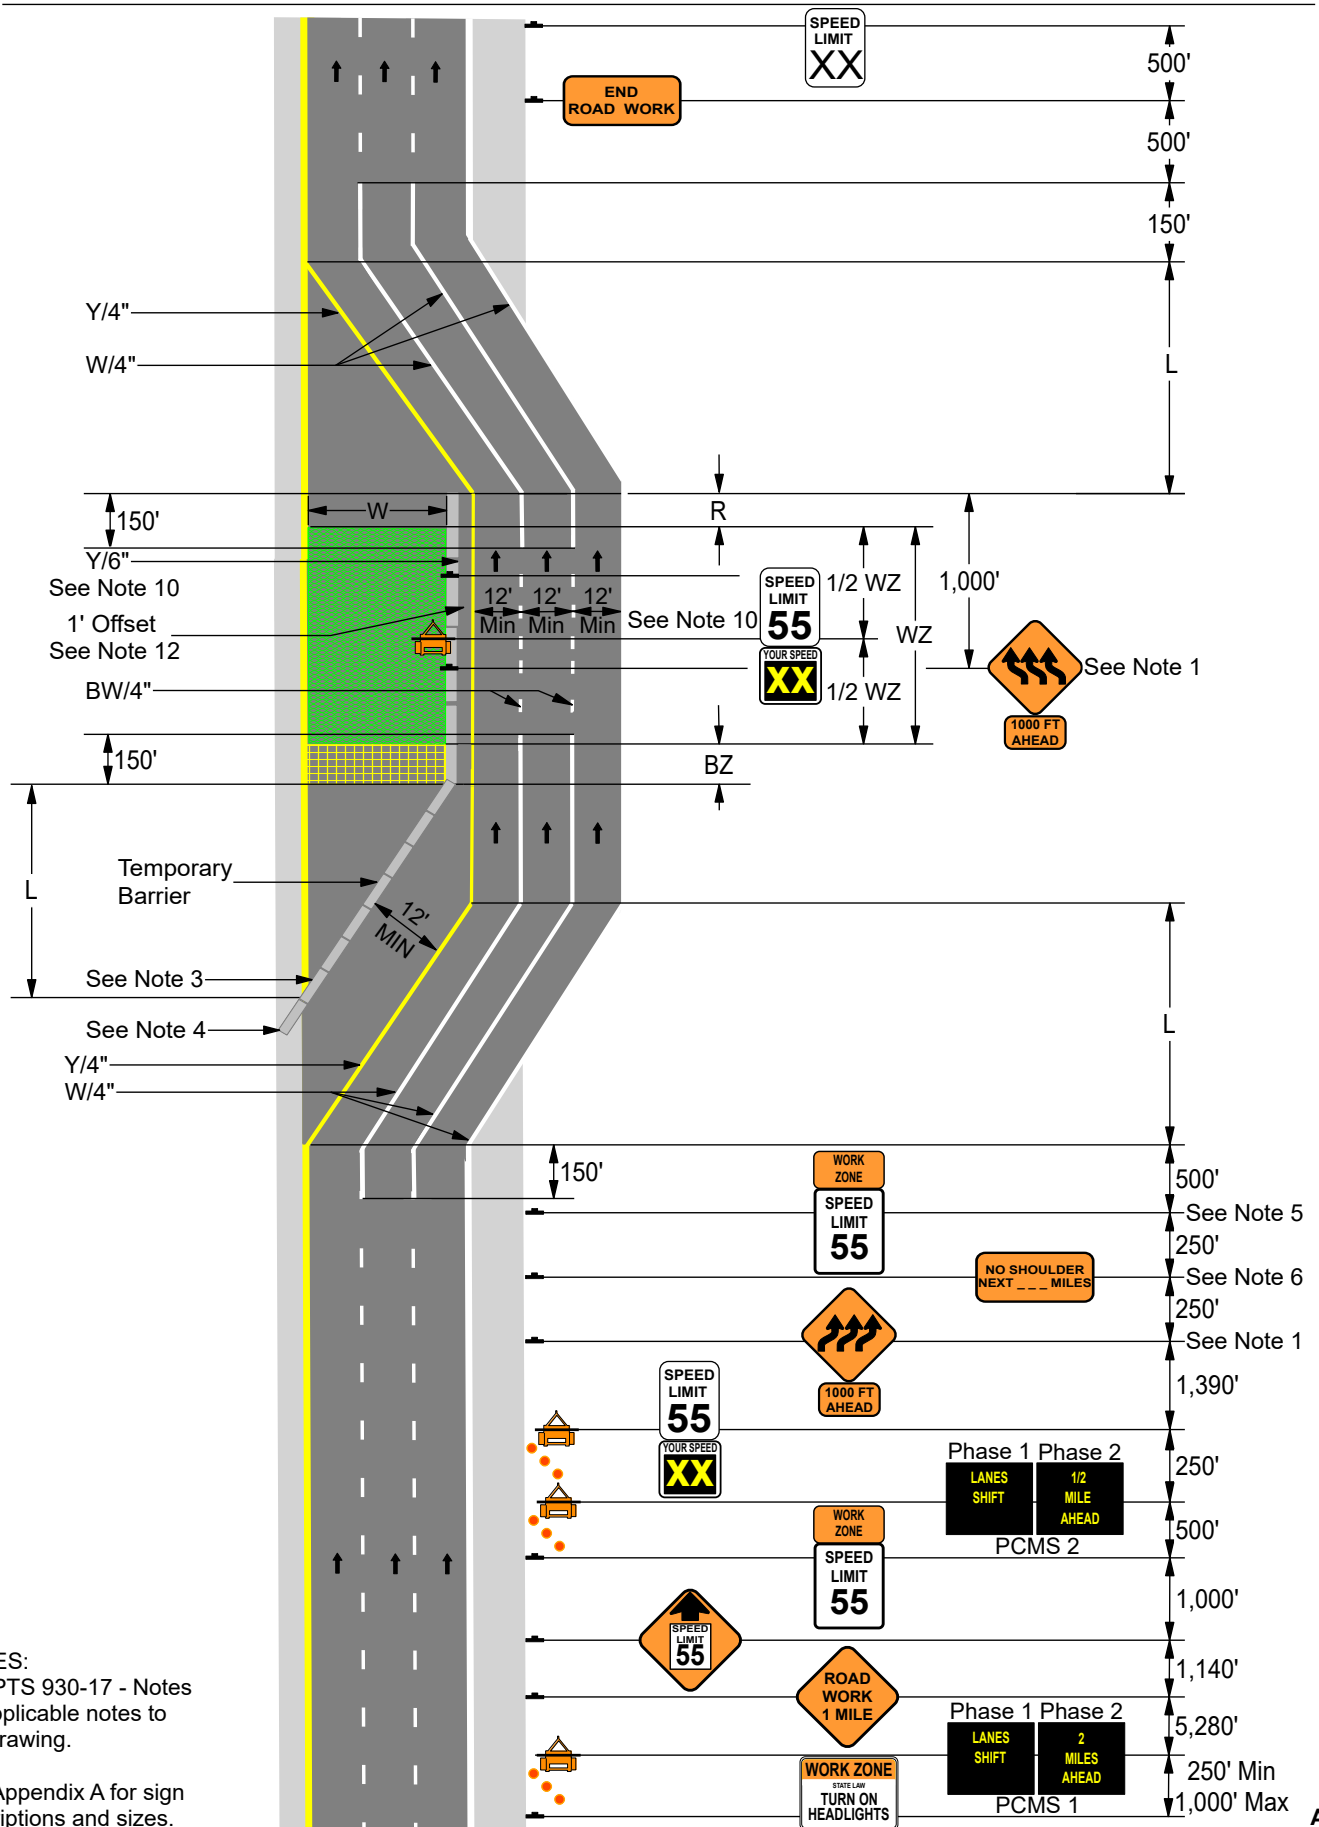 SPEED
LIMIT
XX
500'
END
ROAD WORK
500'
150'
Y/4"
W/4"
L
W
150'
R
Y/6"
See Note 10
1' Offset
See Note 12
12'
Min
12'
Min
12'
Min
See Note 10
SPEED
LIMIT
55
YOUR SPEED
XX
1/2 WZ
1/2 WZ
WZ
1,000'
See Note 1
1000 FT
AHEAD
BW/4"
150'
BZ
L
Temporary
Barrier
12'
MIN
See Note 3
See Note 4
L
Y/4"
W/4"
150'
WORK
ZONE
SPEED
LIMIT
55
500'
See Note 5
250'
NO SHOULDER
NEXT _ _ _ MILES
See Note 6
250'
See Note 1
1000 FT
AHEAD
1,390'
SPEED
LIMIT
55
YOUR SPEED
XX
250'
Phase 1 Phase 2
LANES
SHIFT
1/2
MILE
AHEAD
PCMS 2
500'
WORK
ZONE
SPEED
LIMIT
55
1,000'
SPEED
LIMIT
55
1,140'
ROAD
WORK
1 MILE
5,280'
Phase 1 Phase 2
LANES
SHIFT
2
MILES
AHEAD
PCMS 1
250' Min
1,000' Max
WORK ZONE
STATE LAW
TURN ON
HEADLIGHTS
ES:
PTS 930-17 - Notes
pplicable notes to
rawing.
Appendix A for sign
iptions and sizes.